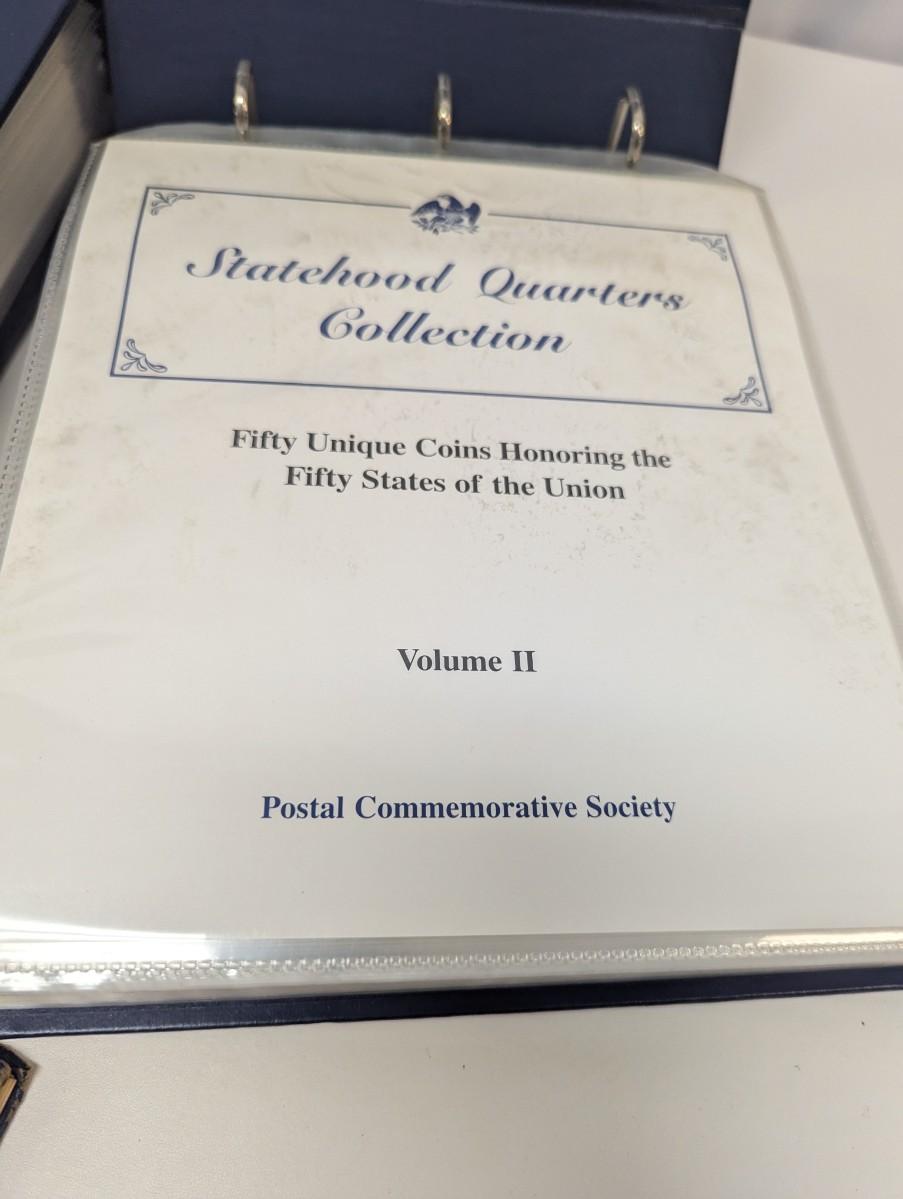 Statehood Quarters
Collection
Fifty Unique Coins Honoring the
Fifty States of the Union
Volume II
Postal Commemorative Society